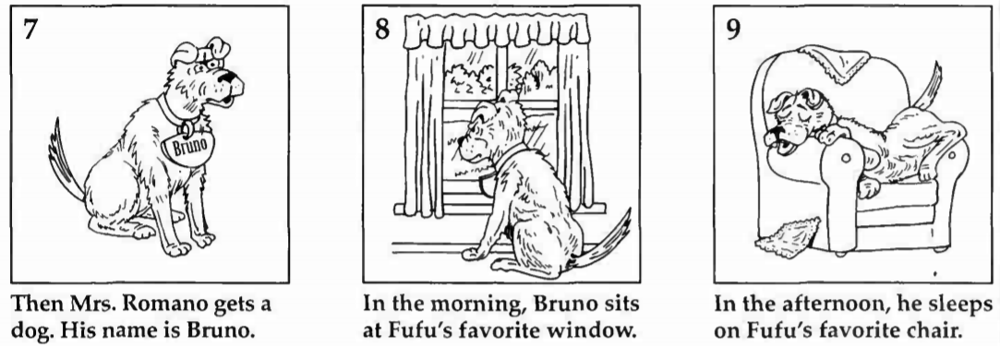 7
Bruno
Then Mrs. Romano gets a
dog. His name is Bruno.
8
In the morning, Bruno sits
at Fufu's favorite window.
9
In the afternoon, he sleeps
on Fufu's favorite chair.